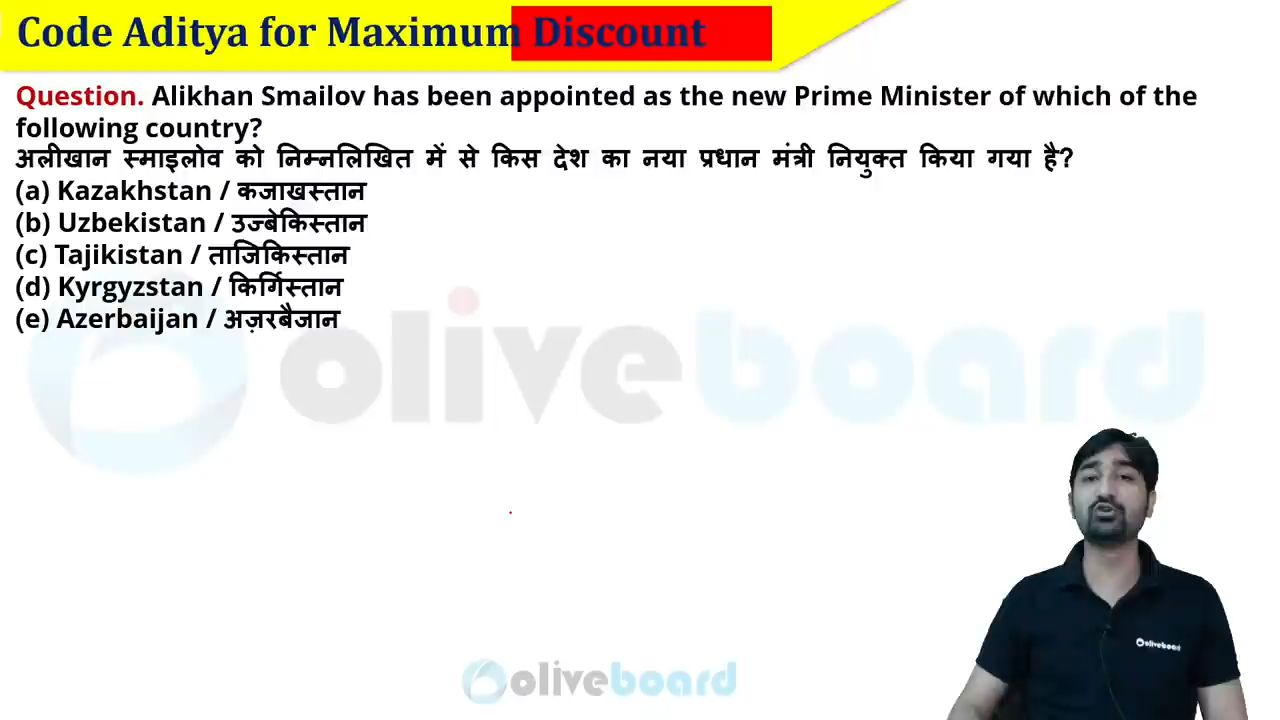 Code Aditya for Maximum Discount
Question. Alikhan Smailov has been appointed as the new Prime Minister of which of the
following country?
अलीखान स्माइलोव को निम्नलिखित में से किस देश का नया प्रधान मंत्री नियुक्त किया गया है?
(a) Kazakhstan / कजाखस्तान
(b) Uzbekistan / उज्बेकिस्तान
(c) Tajikistan / ताजिकिस्तान
(d) Kyrgyzstan / किर्गिस्तान
(e) Azerbaijan / अज़रबैजान
oliveboard
oliveboard
oliveboard